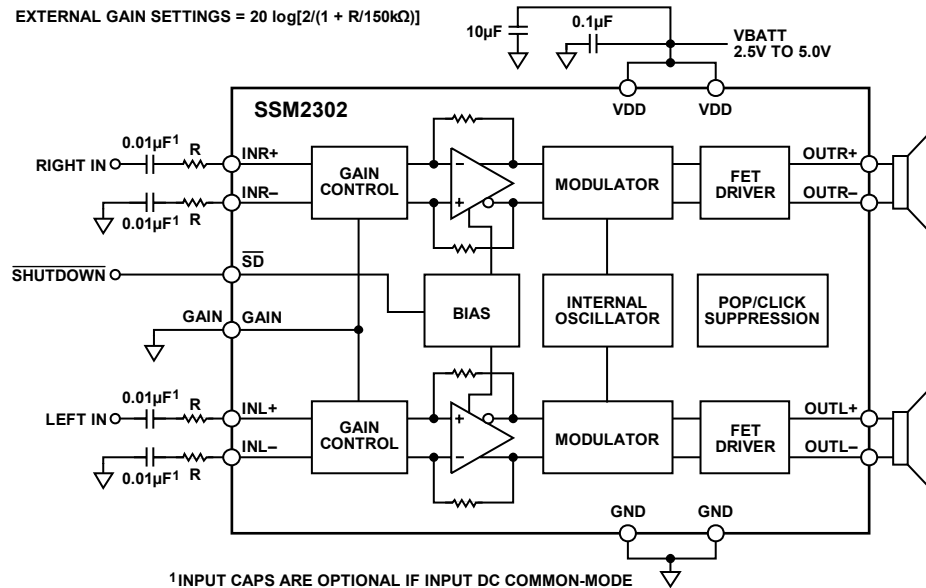 EXTERNAL GAIN SETTINGS = 20 log[2/(1 + R/150kΩ)]
10µF
0.1µF
VBATT
2.5V TO 5.0V
VDD
VDD
SSM2302
0.01µF¹
R
RIGHT IN
INR+
INR–
0.01µF¹
R
GAIN
CONTROL
MODULATOR
FET
DRIVER
OUTR+
OUTR–
SHUTDOWN
SD
BIAS
INTERNAL
OSCILLATOR
POP/CLICK
SUPPRESSION
GAIN
GAIN
0.01µF¹
R
LEFT IN
INL+
INL–
0.01µF¹
R
GAIN
CONTROL
MODULATOR
FET
DRIVER
OUTL+
OUTL–
GND
GND
¹INPUT CAPS ARE OPTIONAL IF INPUT DC COMMON-MODE